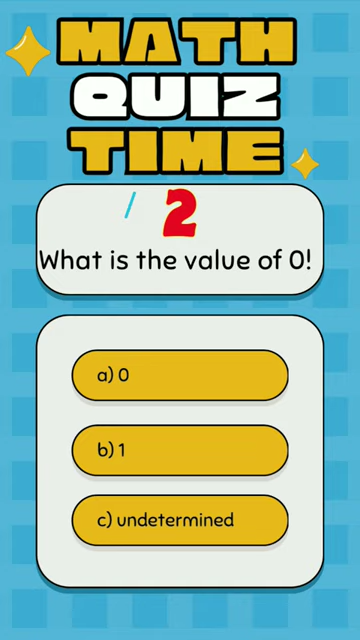 MATH
QUIZ
TIME
2
What is the value of 0!
a) 0
b) 1
c) undetermined